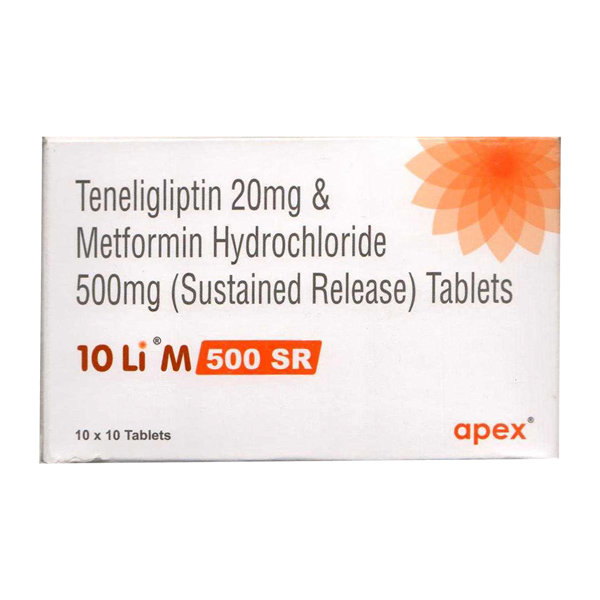 Teneligliptin 20mg &
Metformin Hydrochloride
500mg (Sustained Release) Tablets
10 Li® M 500 SR
10 x 10 Tablets
apex®